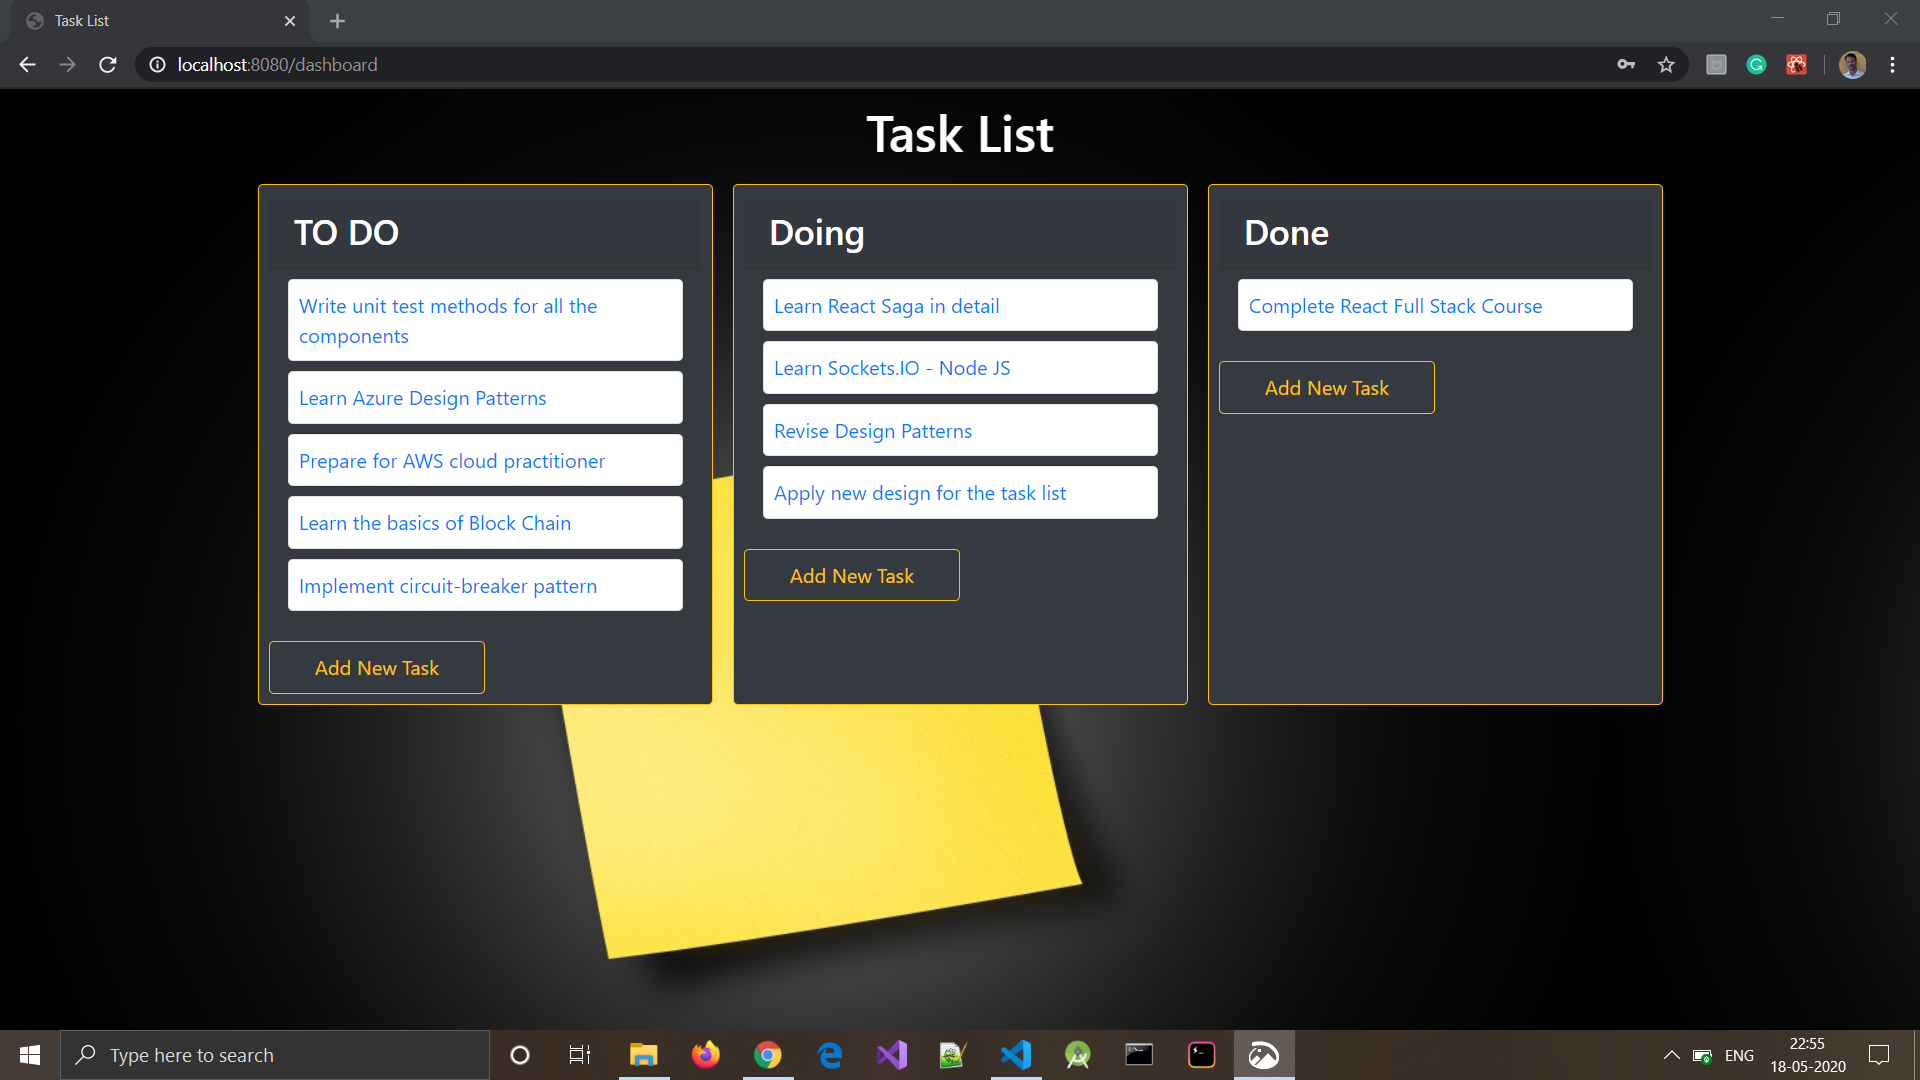 Task List
localhost:8080/dashboard
Task List
TO DO
Write unit test methods for all the
components
Learn Azure Design Patterns
Prepare for AWS cloud practitioner
Learn the basics of Block Chain
Implement circuit-breaker pattern
Add New Task
Doing
Learn React Saga in detail
Learn Sockets.IO - Node JS
Revise Design Patterns
Apply new design for the task list
Add New Task
Done
Complete React Full Stack Course
Add New Task
Type here to search
ENG
22:55
18-05-2020